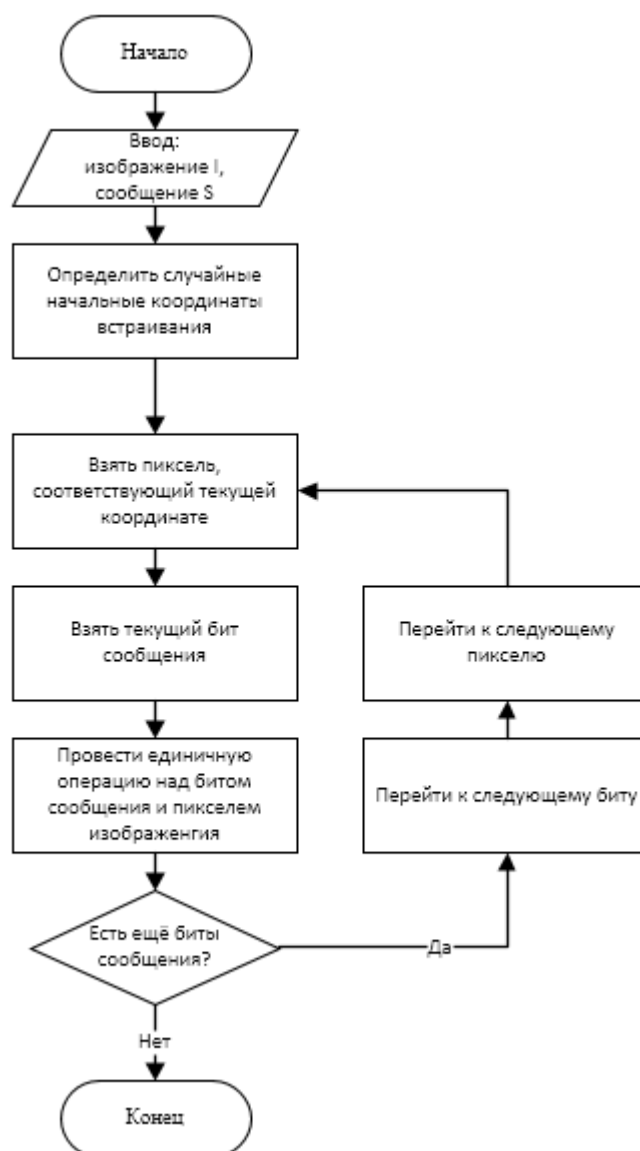 Начало
Ввод:
изображение I,
сообщение S
Определить случайные
начальные координаты
встраивания
Взять пиксель,
соответствующий текущей
координате
Взять текущий бит
сообщения
Перейти к следующему
пикселю
Провести единичную
операцию над битом
сообщения и пикселем
изображенгия
Перейти к следующему биту
Есть ещё биты
сообщения?
Да
Нет
Конец